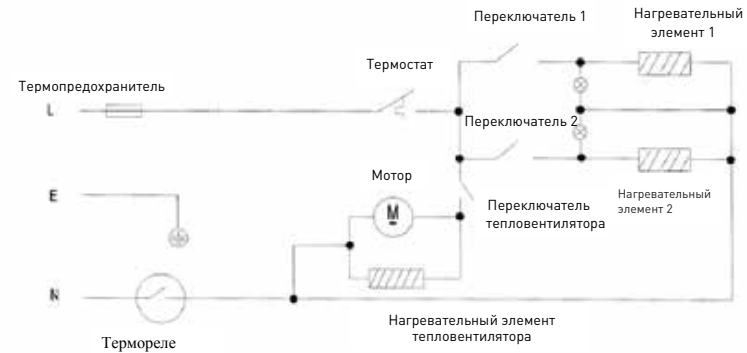 Переключатель 1
Нагревательный
элемент 1
Термостат
Термопредохранитель
L
Переключатель 2
Мотор
E
M
Переключатель
тепловентилятора
Нагревательный
элемент 2
N
Нагревательный элемент
тепловентилятора
Термореле